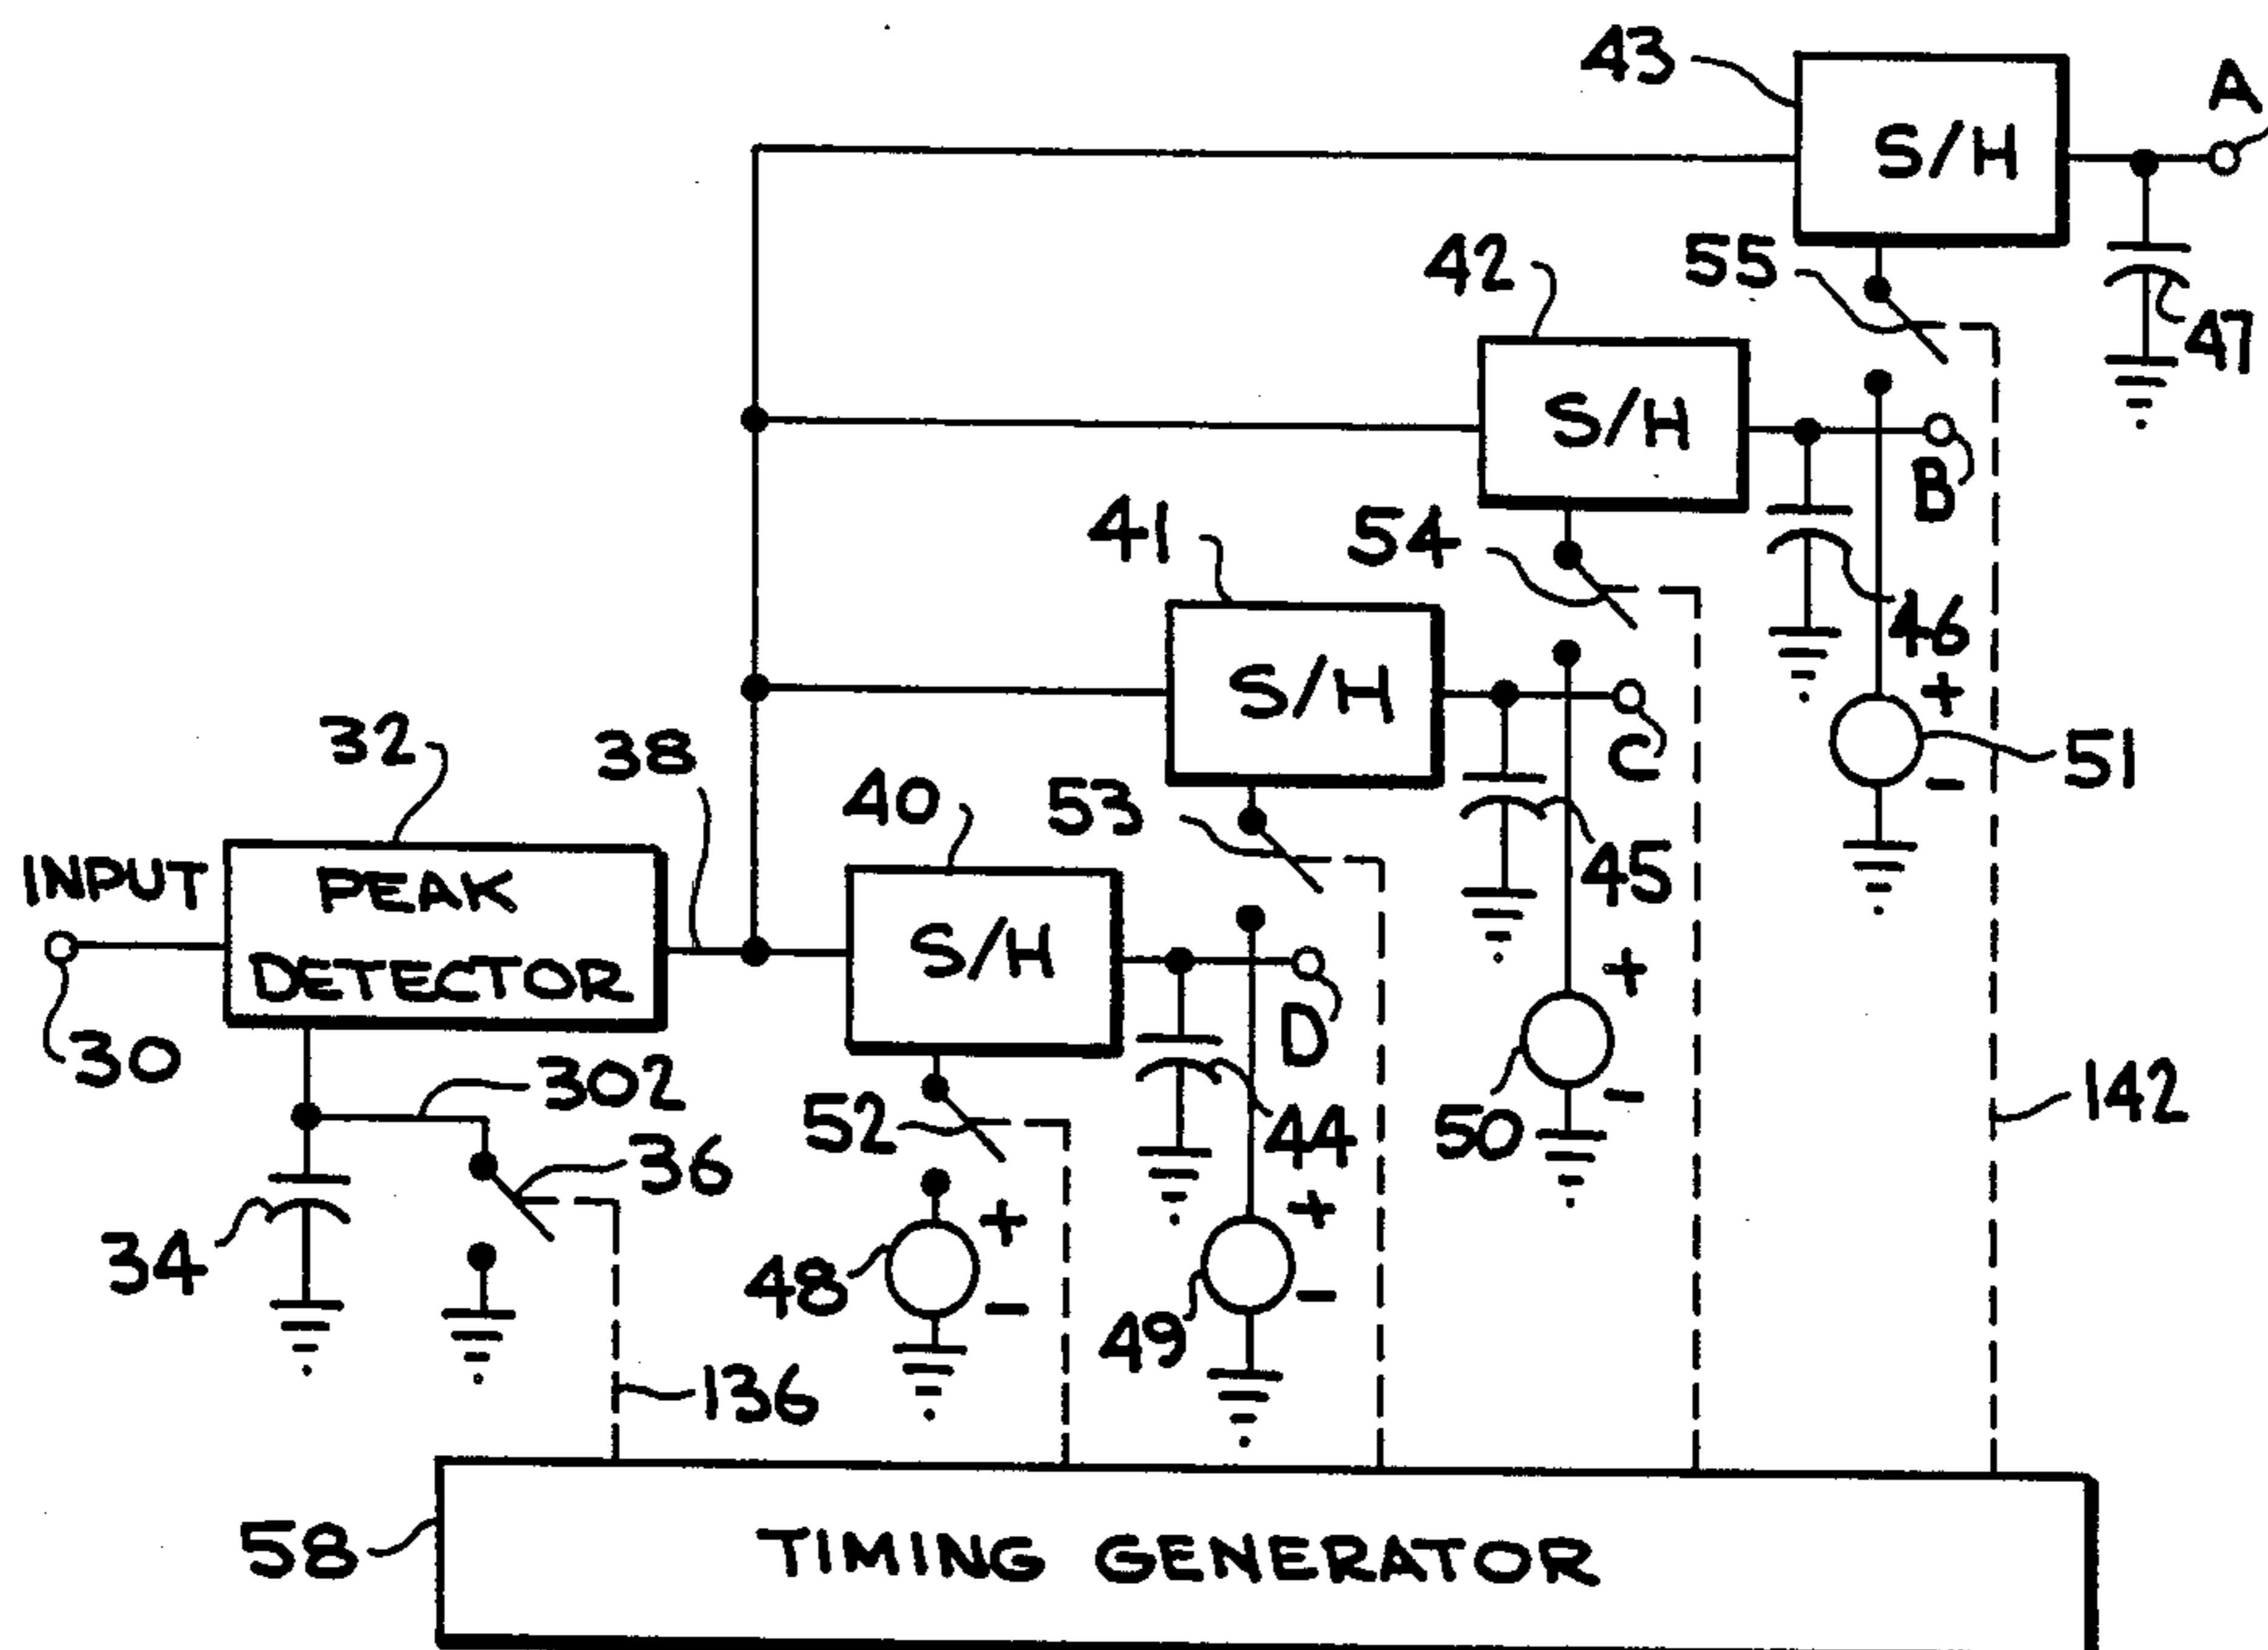 43
A
S/H
42
55
47
S/H
B
41
54
46
+
S/H
C
51
-
32
38
40
53
45
INPUT
PEAK
DETECTOR
S/H
+
D
30
302
50
-
142
52
44
36
+
+
34
48
-
49
-
136
58
TIMING GENERATOR